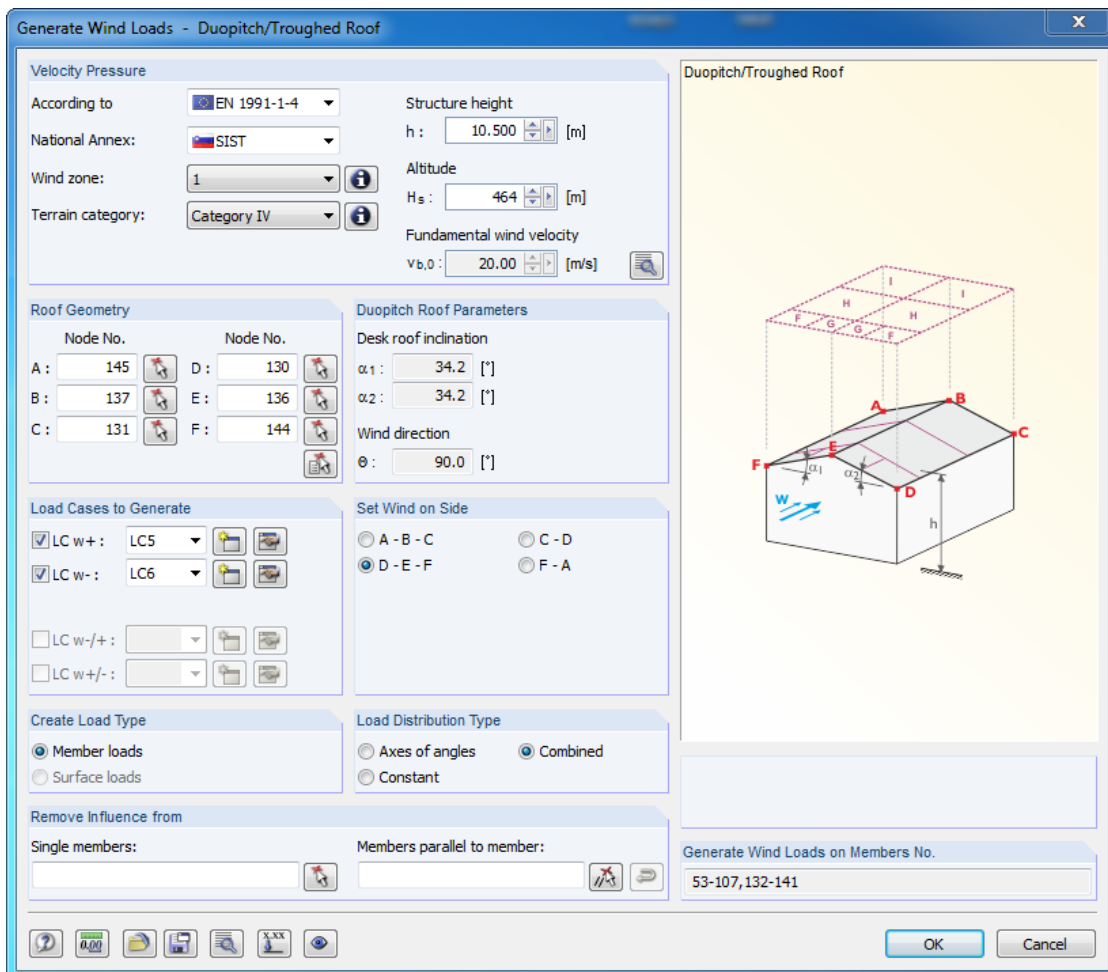 Generate Wind Loads - Duopitch/Troughed Roof
X
Velocity Pressure
According to
EN 1991-1-4
National Annex:
SIST
Wind zone:
1
Terrain category:
Category IV
Structure height
h :
10.500
[m]
Altitude
Hs :
464
[m]
Fundamental wind velocity
vb,0 :
20.00
[m/s]
Roof Geometry
Node No.
Node No.
A :
145
D :
130
B :
137
E :
136
C :
131
F :
144
Duopitch Roof Parameters
Desk roof inclination
α1 :
34.2
[°]
α2 :
34.2
[°]
Wind direction
Θ :
90.0
[°]
Load Cases to Generate
LC w+ :
LC5
LC w- :
LC6
LC w-/+ :
LC w+/- :
Set Wind on Side
A - B - C
C - D
D - E - F
F - A
Create Load Type
Member loads
Surface loads
Load Distribution Type
Axes of angles
Combined
Constant
Remove Influence from
Single members:
Members parallel to member:
Duopitch/Troughed Roof
I
I
H
H
F
G
G
F
A
B
C
E
F
D
α1
α2
W
h
Generate Wind Loads on Members No.
53-107,132-141
0.00
x.xx
OK
Cancel